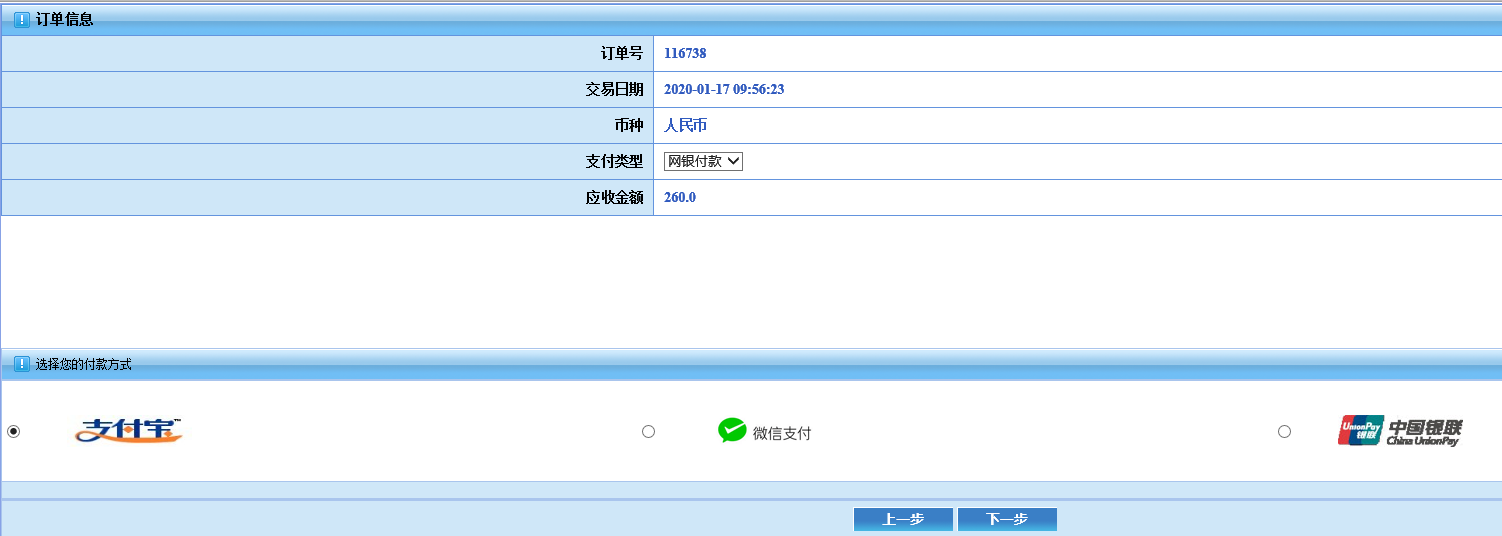 订单信息
订单号 116738
交易日期 2020-01-17 09:56:23
币种 人民币
支付类型 网银付款
应收金额 260.0
选择您的付款方式
支付宝™ 微信支付 UnionPay 银联 中国银联 China UnionPay
上一步 下一步